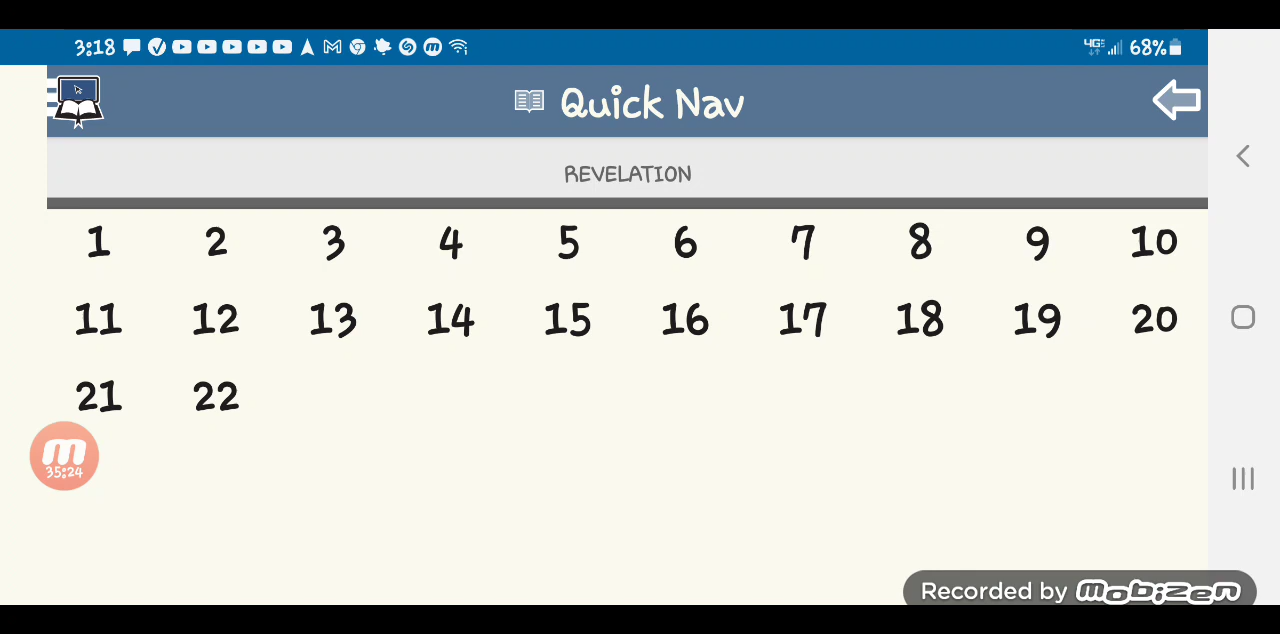 3:18 4GE 68%
Quick Nav
REVELATION
1 2 3 4 5 6 7 8 9 10
11 12 13 14 15 16 17 18 19 20
21 22
m
35:24
Recorded by mobizen